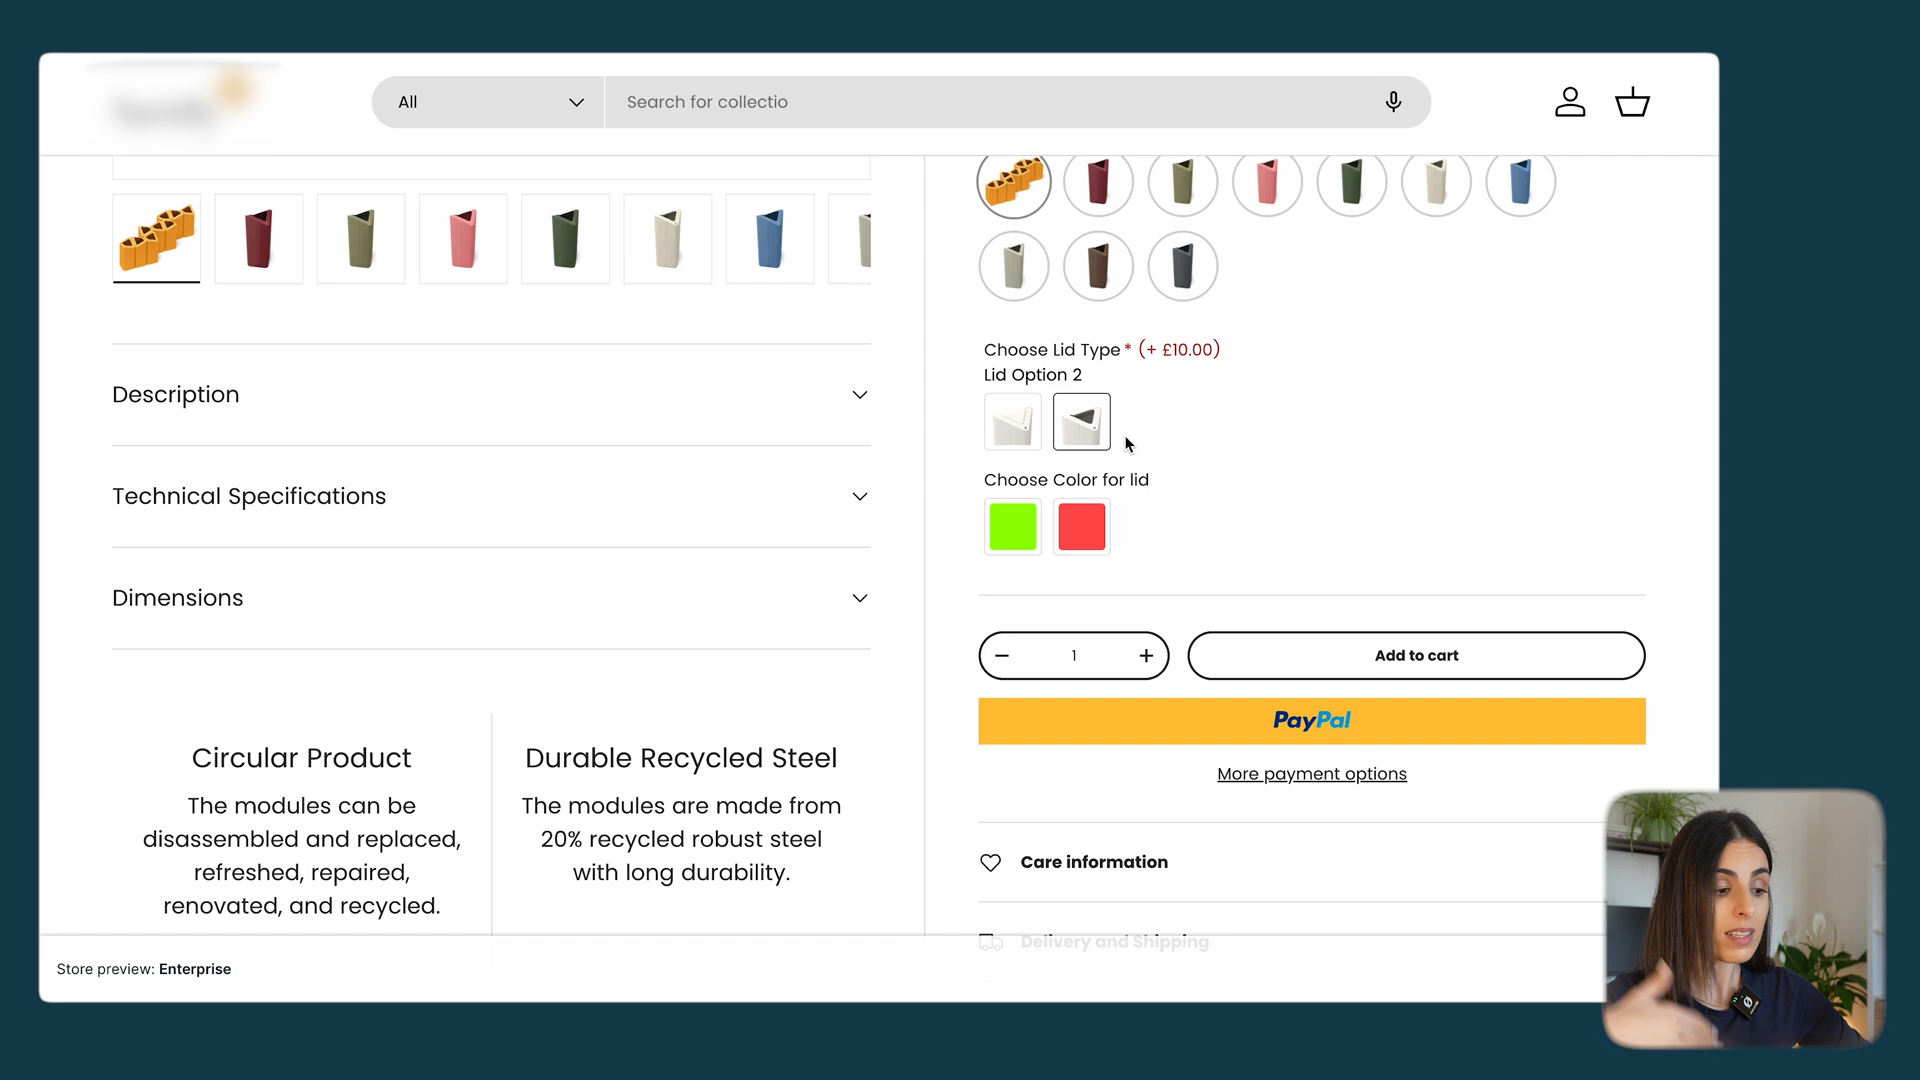 All
Search for collectio
Choose Lid Type * (+ £10.00)
Lid Option 2
Choose Color for lid
Description
Technical Specifications
Dimensions
1
Add to cart
PayPal
More payment options
Circular Product
The modules can be
disassembled and replaced,
refreshed, repaired,
renovated, and recycled.
Durable Recycled Steel
The modules are made from
20% recycled robust steel
with long durability.
Care information
Delivery and Shipping
Store preview: Enterprise